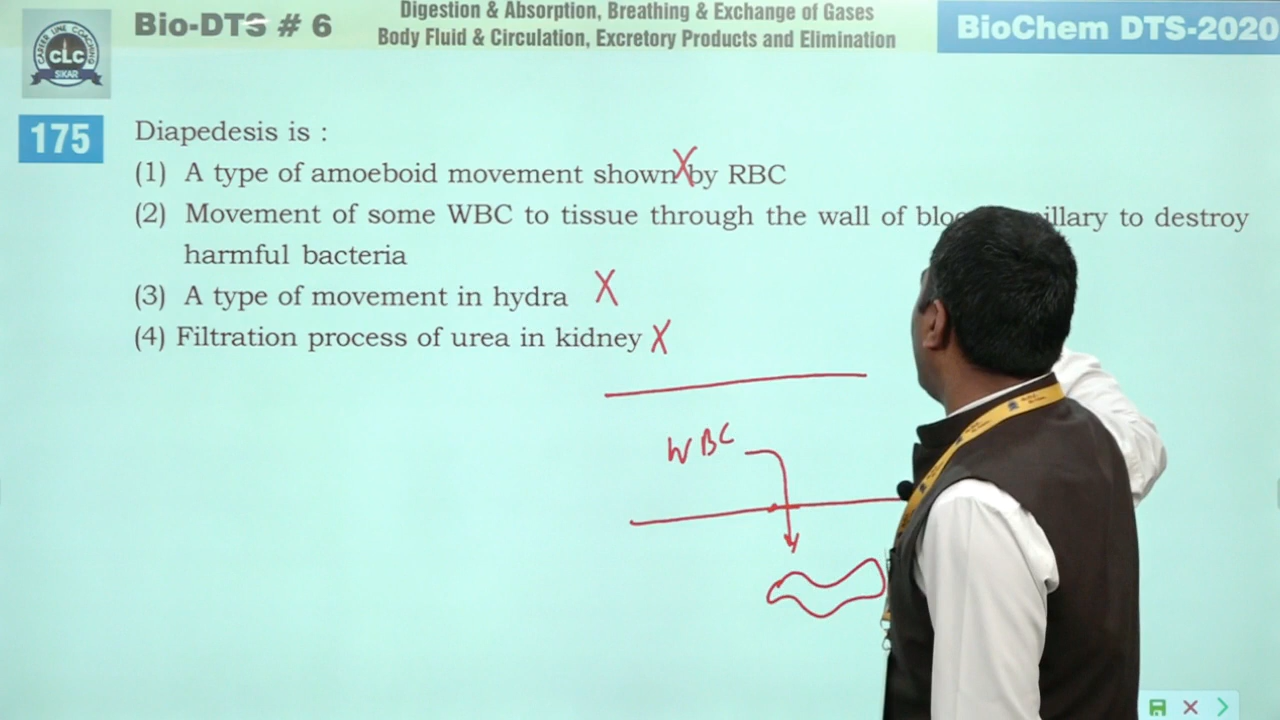 Bio-DTS # 6
Digestion & Absorption, Breathing & Exchange of Gases
Body Fluid & Circulation, Excretory Products and Elimination
BioChem DTS-2020
CAREER LINE COACHING
CLC
SIKAR
175
Diapedesis is :
(1) A type of amoeboid movement shown by RBC
(2) Movement of some WBC to tissue through the wall of to destroy
harmful bacteria
(3) A type of movement in hydra X
(4) Filtration process of urea in kidney X
WBC